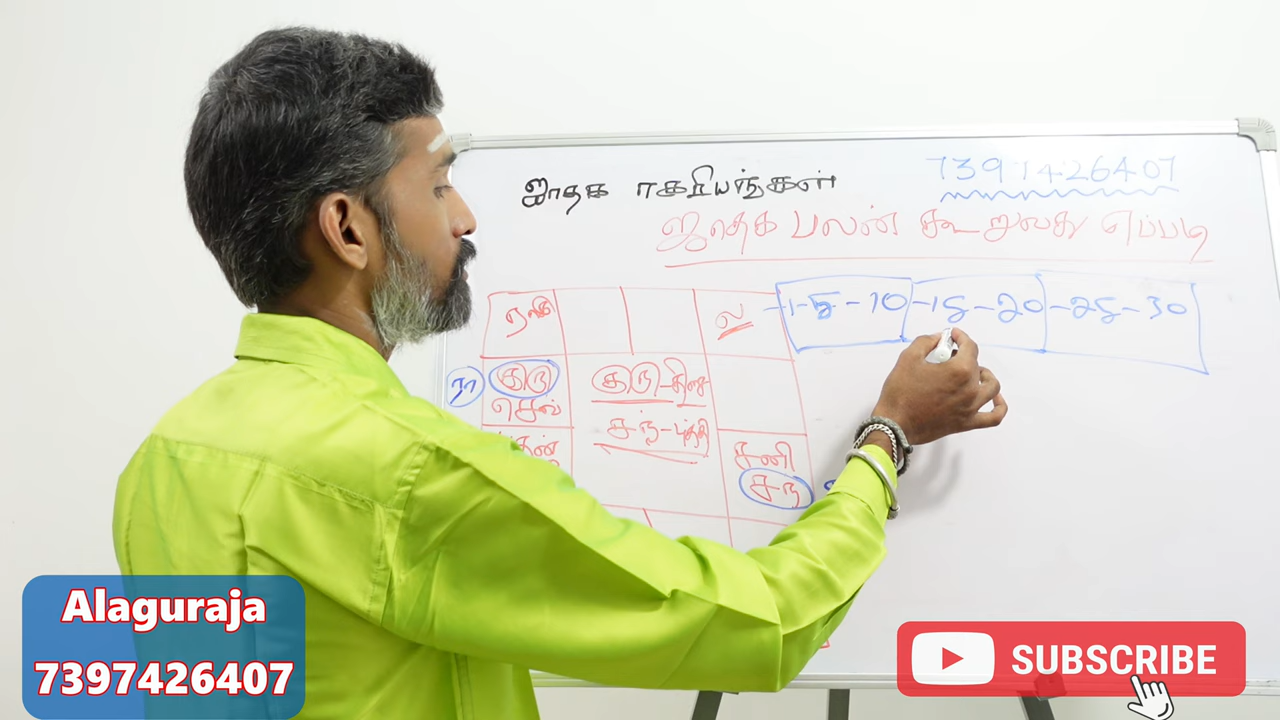 ஜாதக ரகசியங்கள்
7397426407
ஜாதக பலன் கூறுவது எப்படி
ரவி
ல
-1-5-10-15-20-25-30
ரா
குரு
செவ்
குரு-திசை
சந்-புத்தி
சனி
சந்
Alaguraja
7397426407
SUBSCRIBE